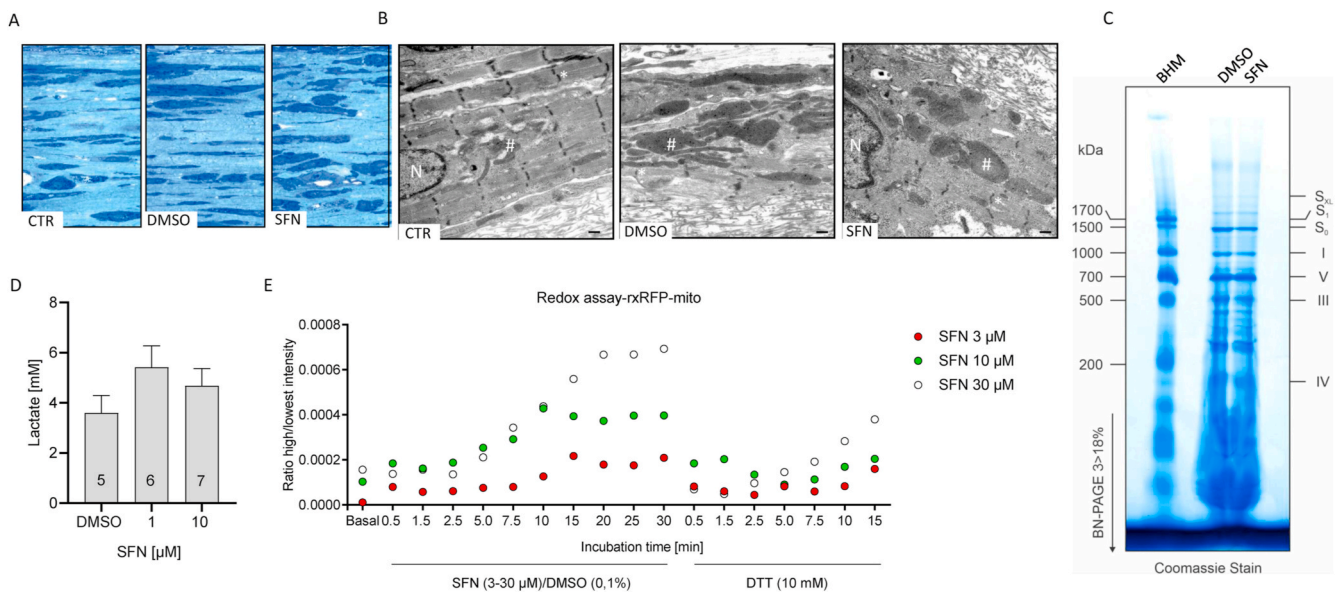 A
CTR
DMSO
SFN
B
*
#
N
CTR
#
*
DMSO
N
#
*
SFN
C
BHM
DMSO
SFN
kDa
1700
1500
1000
700
500
200
S_XL
S_1
S_0
I
V
III
IV
BN-PAGE 3-18%
Coomassie Stain
D
Lactate [mM]
8
6
4
2
0
5 6 7
DMSO 1 10
SFN [µM]
E
Redox assay-rxRFP-mito
Ratio high/lowest intensity
0.0008
0.0006
0.0004
0.0002
0.0000
Basal 0.5 1.5 2.5 5.0 7.5 10 15 20 25 30 0.5 1.5 2.5 5.0 7.5 10 15
Incubation time [min]
SFN (3-30 µM)/DMSO (0,1%) DTT (10 mM)
SFN 3 µM
SFN 10 µM
SFN 30 µM